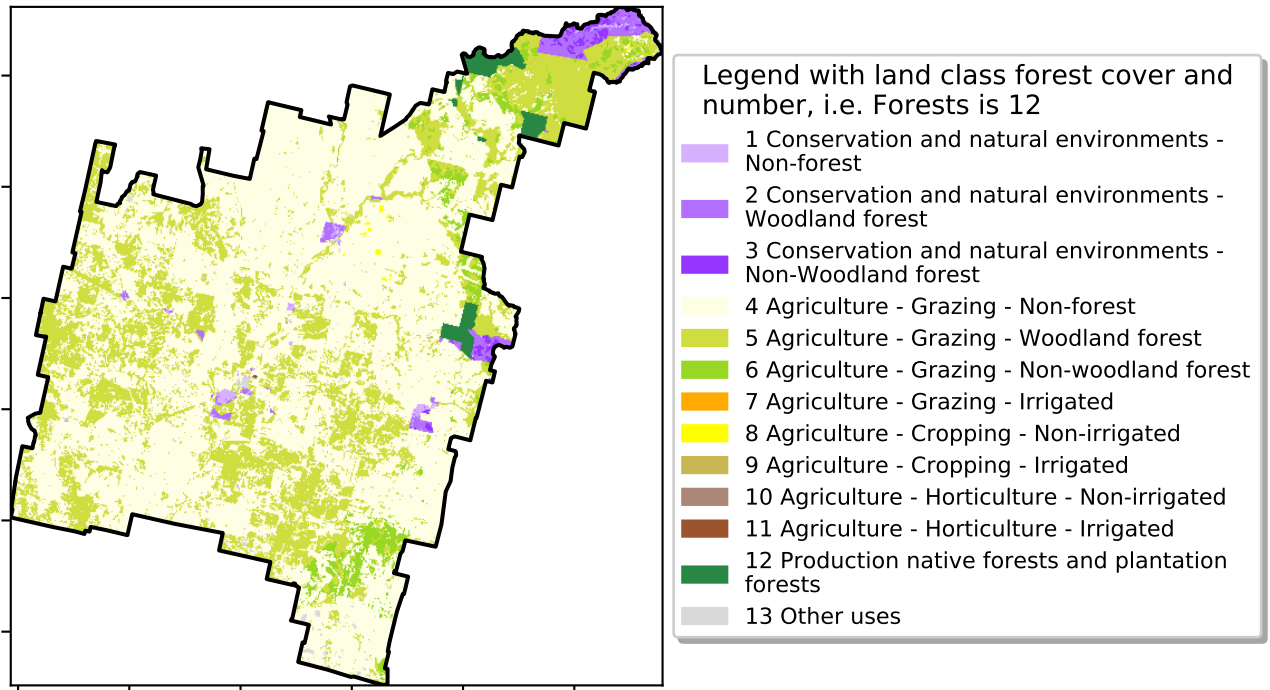 Legend with land class forest cover and
number, i.e. Forests is 12
1 Conservation and natural environments -
Non-forest
2 Conservation and natural environments -
Woodland forest
3 Conservation and natural environments -
Non-Woodland forest
4 Agriculture - Grazing - Non-forest
5 Agriculture - Grazing - Woodland forest
6 Agriculture - Grazing - Non-woodland forest
7 Agriculture - Grazing - Irrigated
8 Agriculture - Cropping - Non-irrigated
9 Agriculture - Cropping - Irrigated
10 Agriculture - Horticulture - Non-irrigated
11 Agriculture - Horticulture - Irrigated
12 Production native forests and plantation
forests
13 Other uses